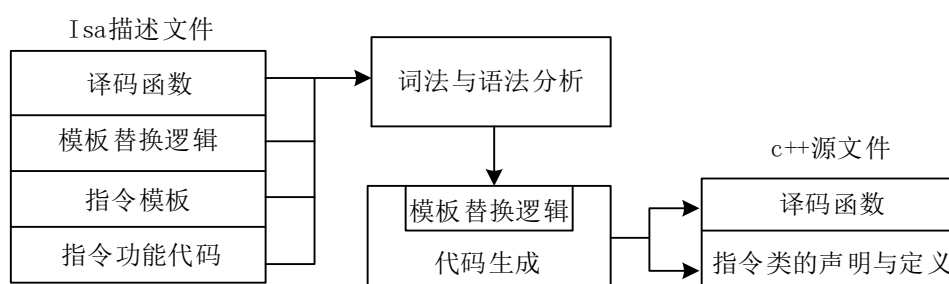 Isa描述文件
译码函数
模板替换逻辑
指令模板
指令功能代码
词法与语法分析
模板替换逻辑
代码生成
c++源文件
译码函数
指令类的声明与定义